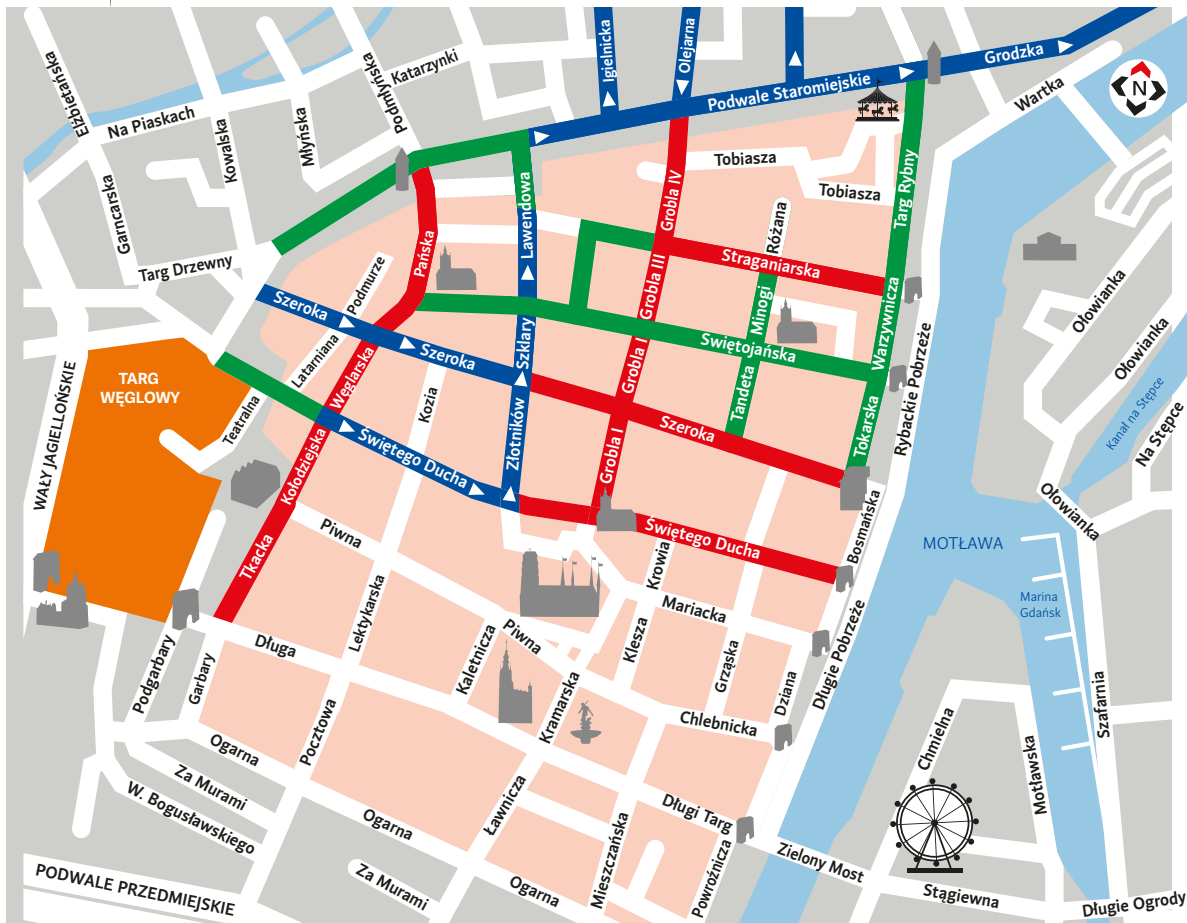 Elżbietańska
Na Piaskach
Kowalska
Młyńska
Podmłyńska
Katarzynki
Igielnicka
Olejarna
Podwale Staromiejskie
Grodzka
Wartka
N
Garncarska
Targ Drzewny
Pańska
Lawendowa
Grobla IV
Tobiasza
Tobiasza
Targ Rybny
Różana
Straganiarska
Grobla III
Minogi
Warzywnicza
Podmurze
Latarniana
Szeroka
Szeroka
Szklary
Świętojańska
Ołowianka
Ołowianka
Kanał na Stępce
Na Stępce
Rybackie Pobrzeże
WAŁY JAGIELLOŃSKIE
TARG
WĘGLOWY
Teatralna
Węglarska
Kozia
Grobla I
Tandeta
Szeroka
Tokarska
Kołodziejska
Świętego Ducha
Złotników
Grobla I
Świętego Ducha
Bosmańska
Ołowianka
MOTŁAWA
Marina
Gdańsk
Tkacka
Piwna
Lektykarska
Krowia
Mariacka
Piwna
Klesza
Grząska
Długa
Kaletnicza
Kramarska
Dziana
Długie Pobrzeże
Chlebnicka
Podgarbary
Garbary
Pocztowa
Szafarnia
Chmielna
Motławska
Ogarna
Za Murami
W. Bogusławskiego
Ogarna
Ławnicza
Mieszczańska
Długi Targ
Powroźnicza
Zielony Most
Stągiewna
Długie Ogrody
Za Murami
Ogarna
PODWALE PRZEDMIEJSKIE